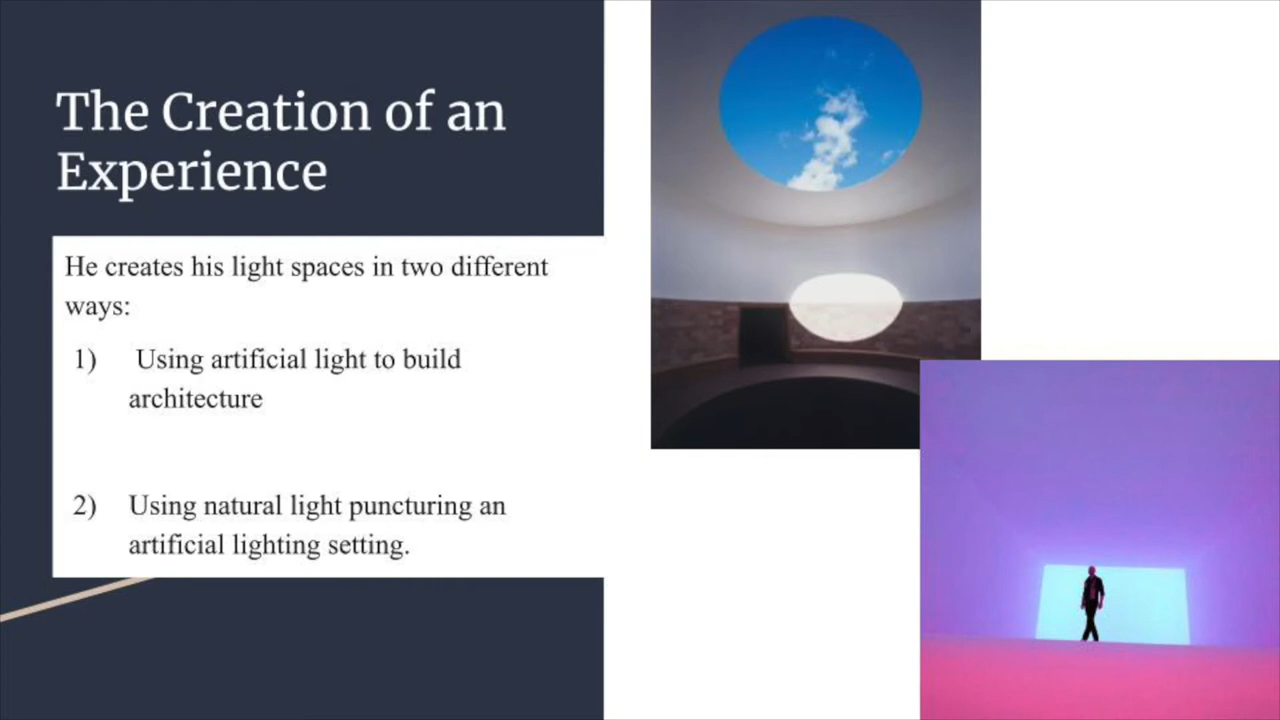 The Creation of an
Experience
He creates his light spaces in two different
ways:
1) Using artificial light to build
architecture
2) Using natural light puncturing an
artificial lighting setting.